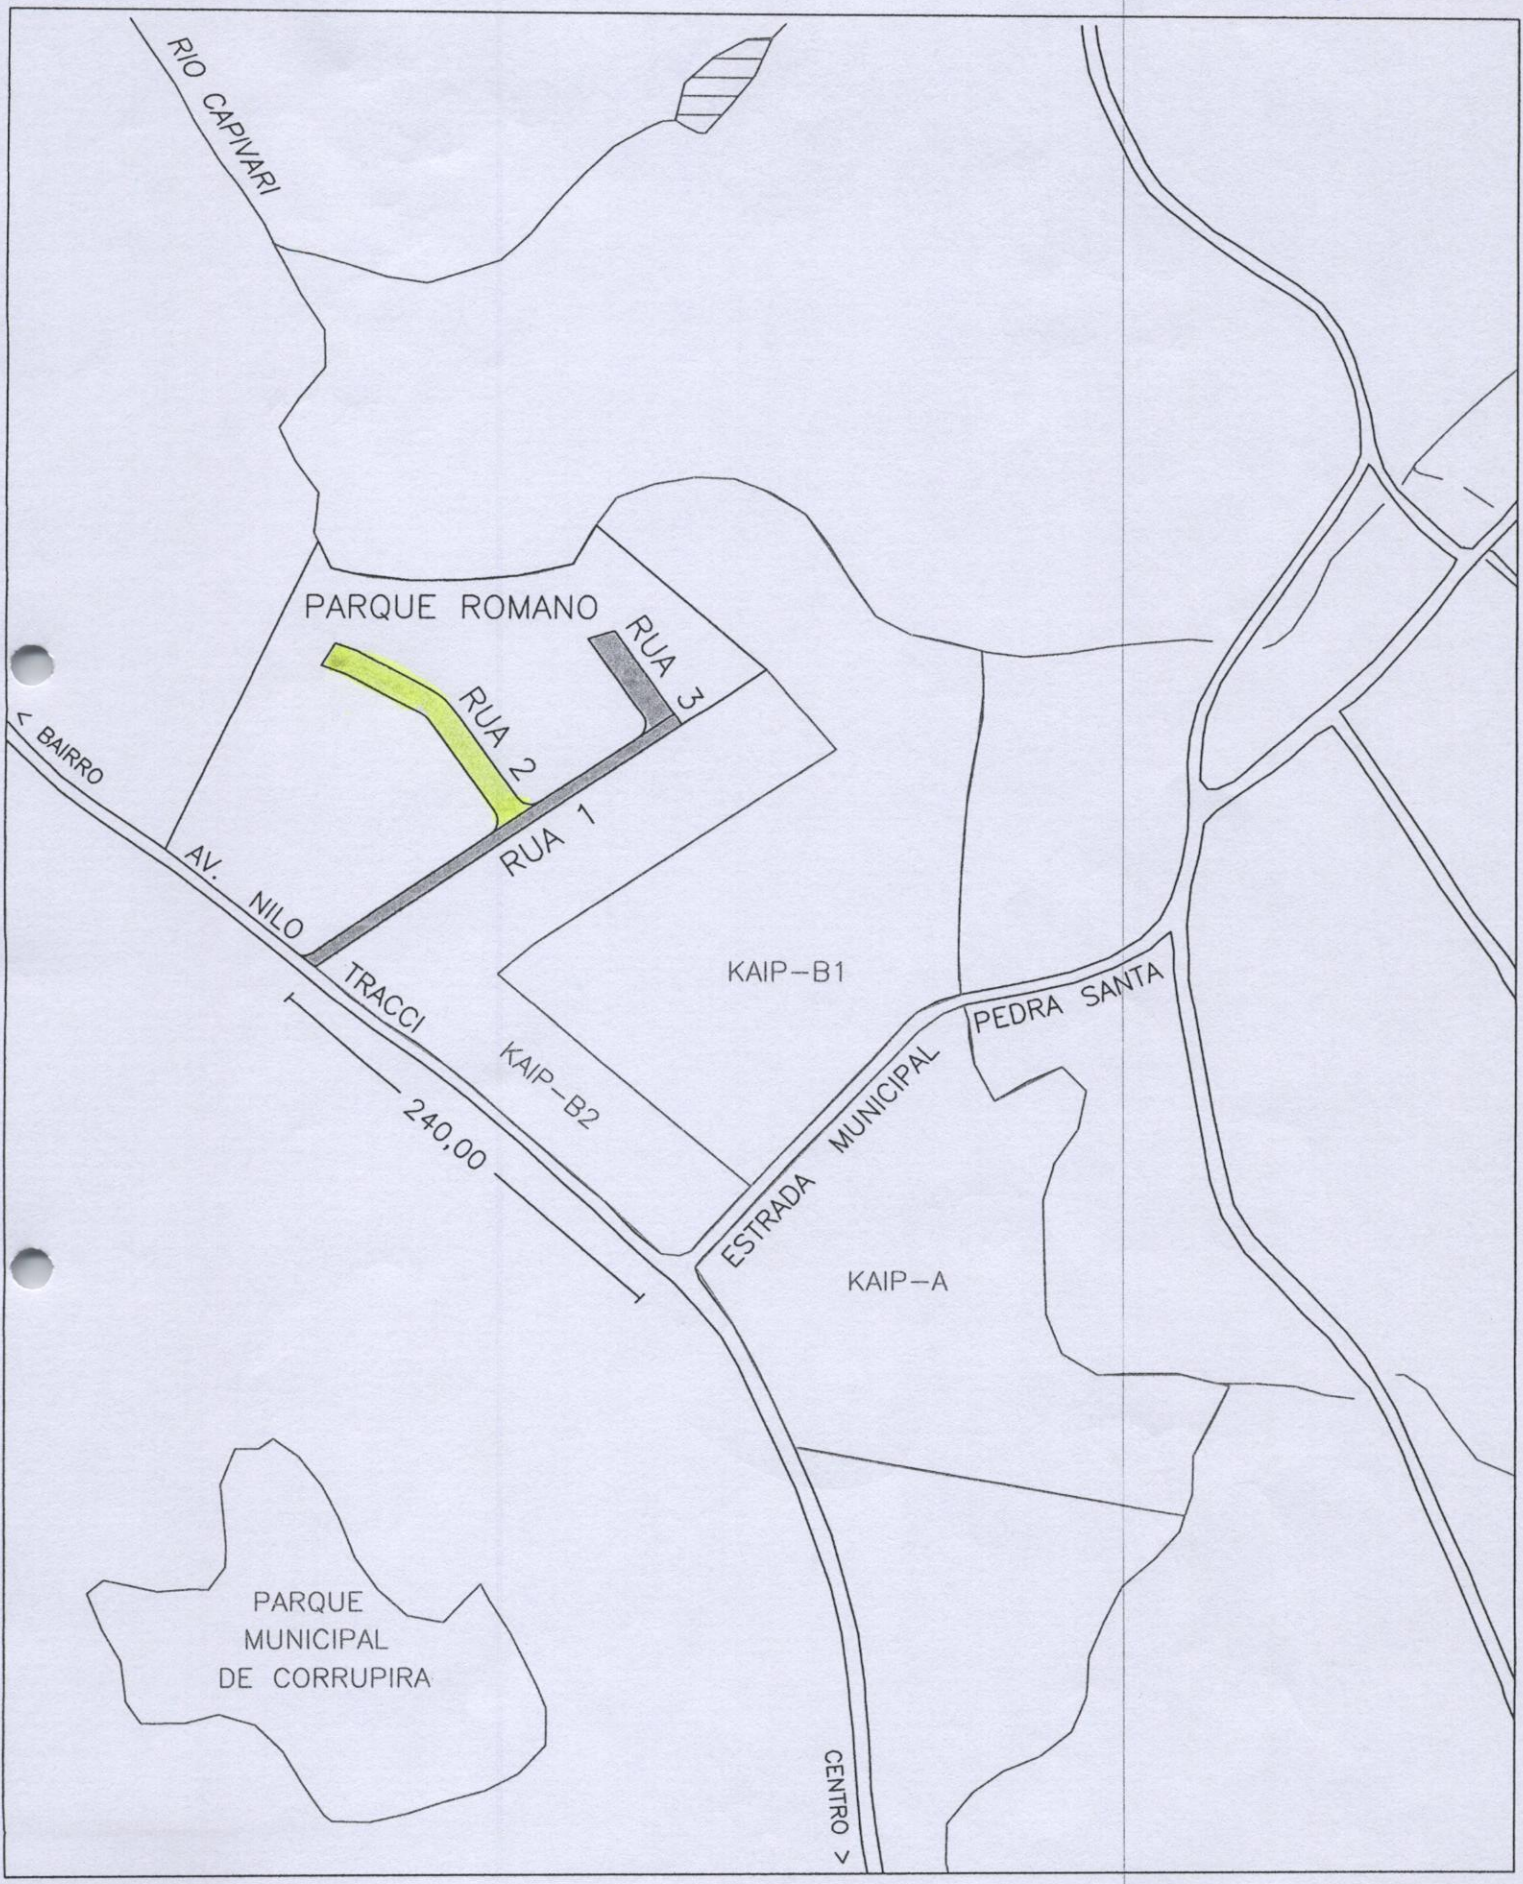 RIO CAPIVARI
PARQUE ROMANO
RUA 3
RUA 2
< BAIRRO
RUA 1
AV. NILO TRACCI
KAIP-B1
PEDRA SANTA
KAIP-B2
ESTRADA MUNICIPAL
240,00
KAIP-A
PARQUE
MUNICIPAL
DE CORRUPIRA
CENTRO >